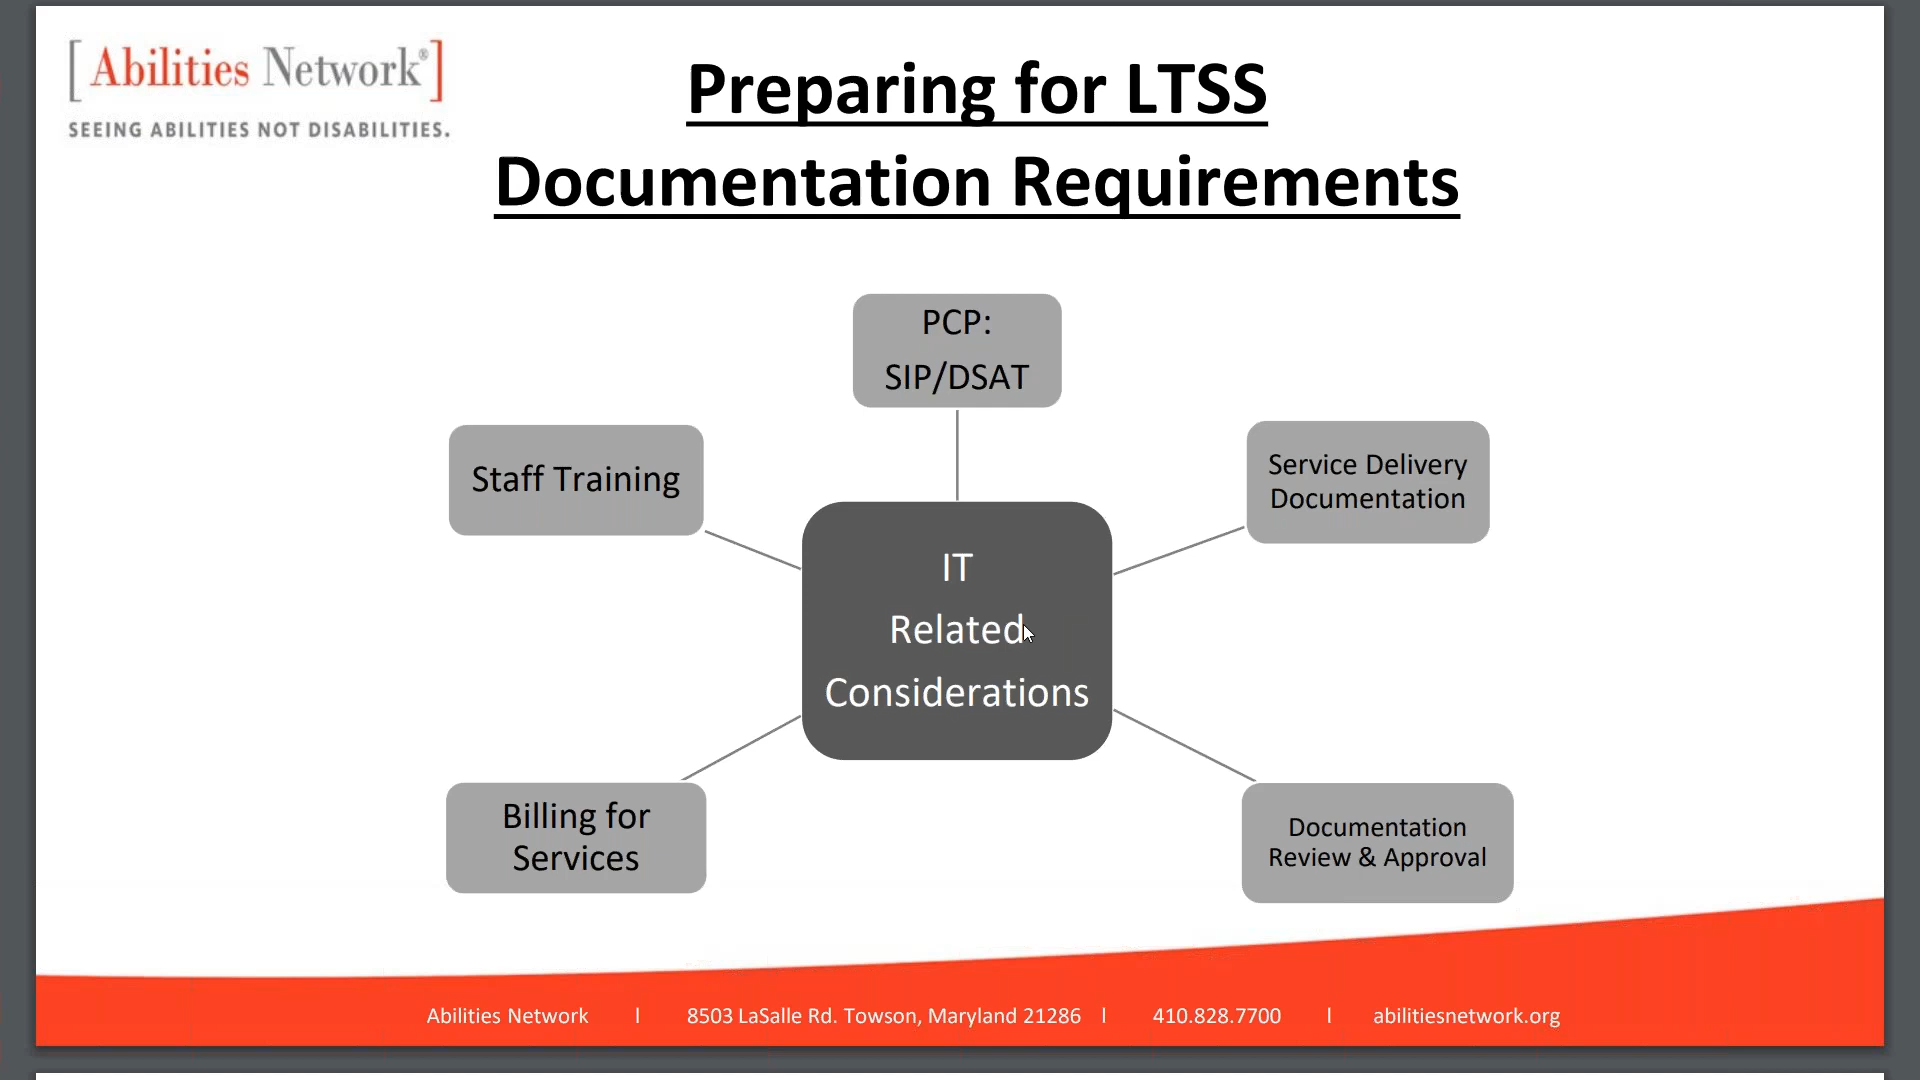 [ Abilities Network®]
SEEING ABILITIES NOT DISABILITIES.
Preparing for LTSS
Documentation Requirements
PCP:
SIP/DSAT
Staff Training
Service Delivery
Documentation
IT
Related
Considerations
Billing for
Services
Documentation
Review & Approval
Abilities Network l 8503 LaSalle Rd. Towson, Maryland 21286 l 410.828.7700 l abilitiesnetwork.org